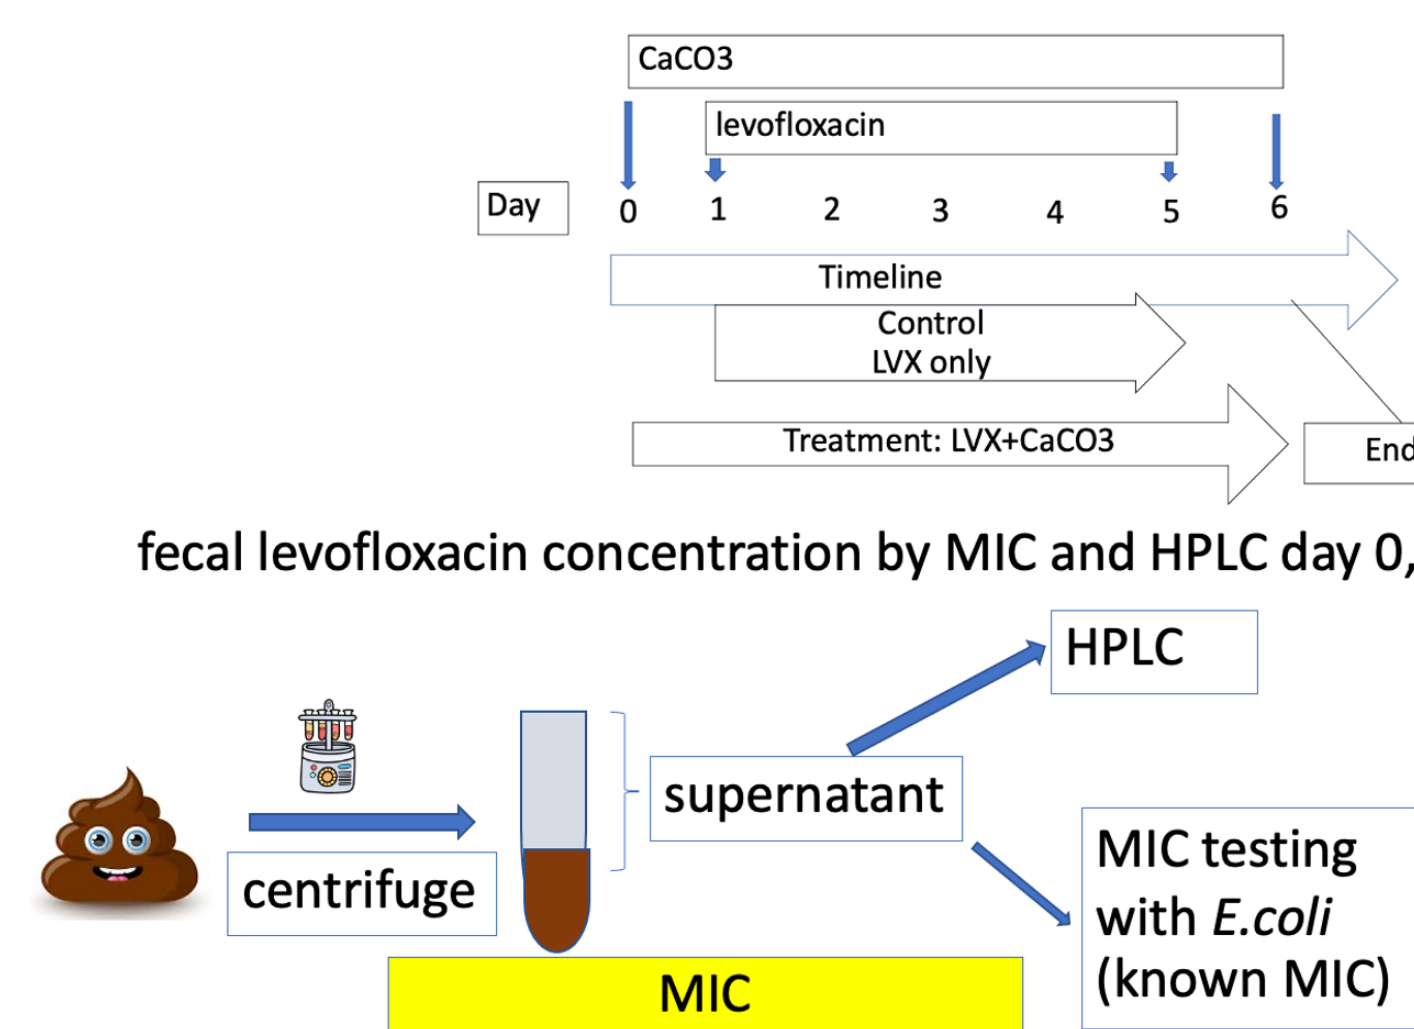 CaCO3
levofloxacin
Day
0 1 2 3 4 5 6
Timeline
Control
LVX only
Treatment: LVX+CaCO3
End
fecal levofloxacin concentration by MIC and HPLC day 0,
HPLC
supernatant
centrifuge
MIC testing
with E.coli
(known MIC)
MIC